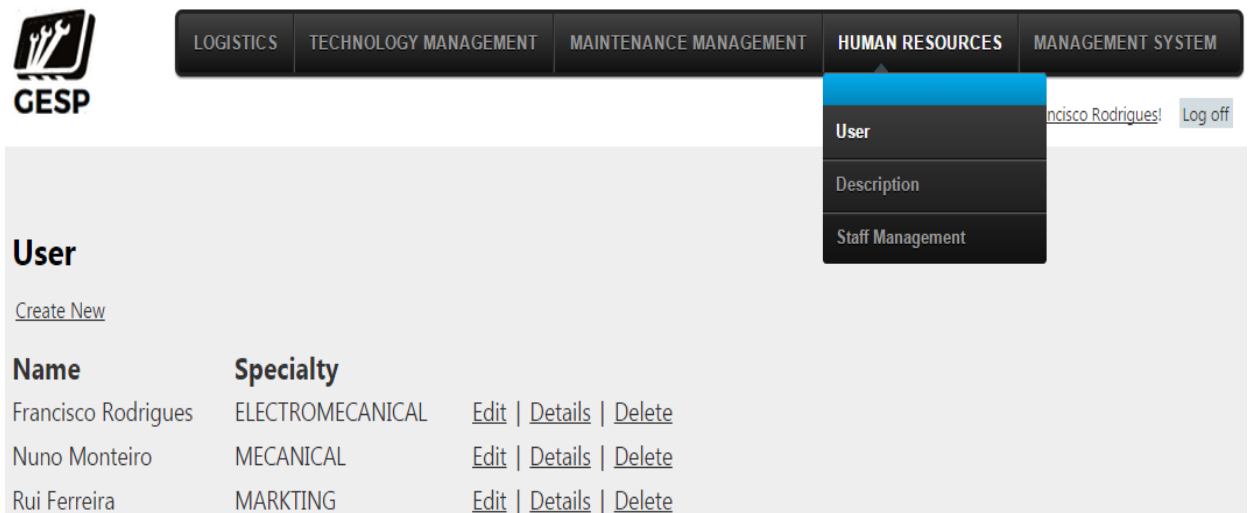 GESP
LOGISTICS TECHNOLOGY MANAGEMENT MAINTENANCE MANAGEMENT HUMAN RESOURCES MANAGEMENT SYSTEM
ncisco Rodrigues! Log off
User
Description
Staff Management
User
Create New
Name Specialty
Francisco Rodrigues ELECTROMECANICAL Edit | Details | Delete
Nuno Monteiro MECANICAL Edit | Details | Delete
Rui Ferreira MARKTING Edit | Details | Delete